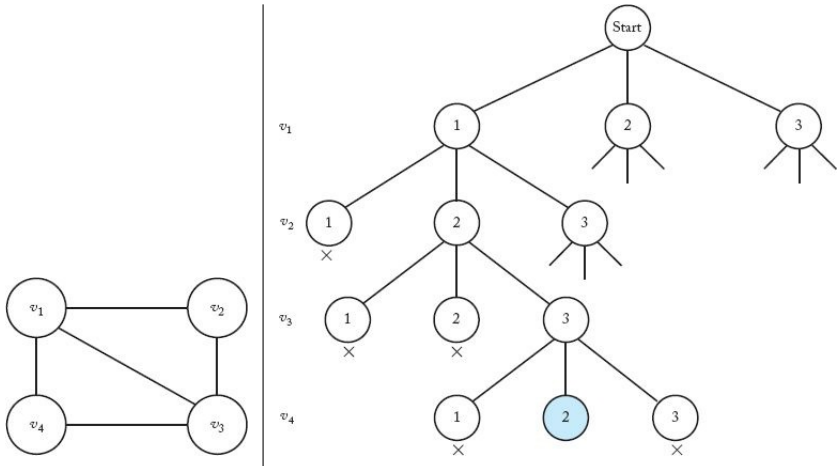 Start
v₁ 1 2 3
v₂ 1 2 3
×
v₁ v₂
v₃ 1 2 3
× ×
v₄ v₃
v₄ 1 2 3
× ×